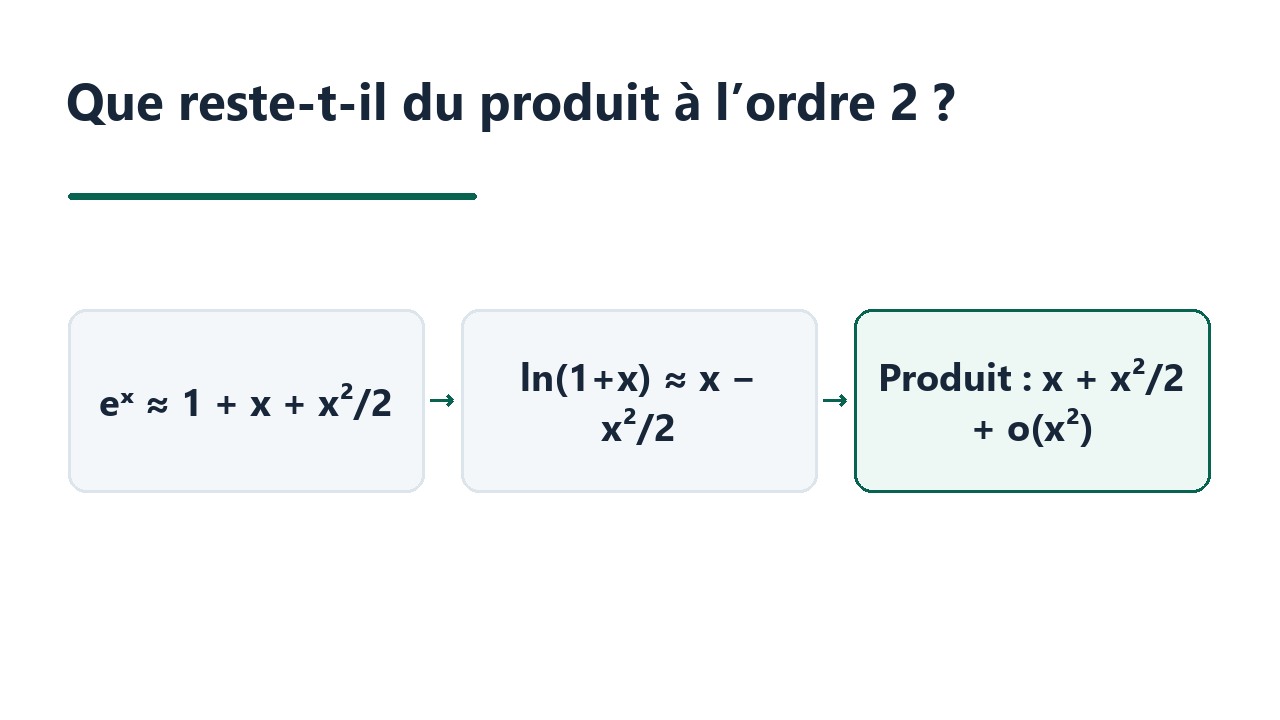 Que reste-t-il du produit à l’ordre 2 ?
eˣ ≈ 1 + x + x²/2
→
ln(1+x) ≈ x −
x²/2
→
Produit : x + x²/2
+ o(x²)